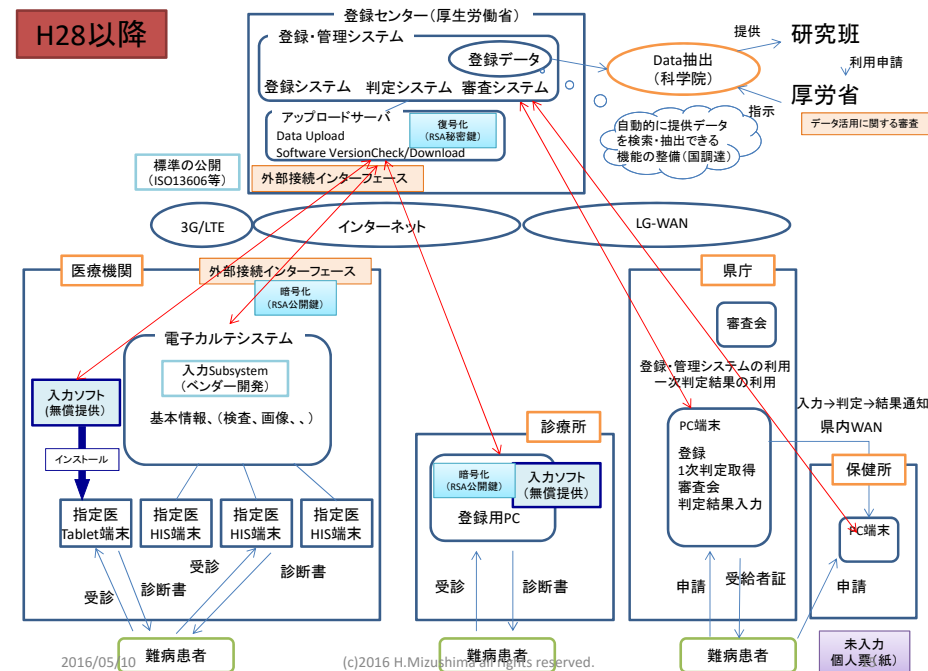 H28以降
登録センター(厚生労働省)
登録・管理システム
登録データ
登録システム　判定システム　審査システム
アップロードサーバ
Data Upload
Software VersionCheck/Download
復号化
(RSA秘密鍵)
外部接続インターフェース
標準の公開
(ISO13606等)
Data抽出
(科学院)
提供
研究班
利用申請
厚労省
指示
データ活用に関する審査
自動的に提供データ
を検索・抽出できる
機能の整備(国調達)
3G/LTE
インターネット
LG-WAN
医療機関
外部接続インターフェース
暗号化
(RSA公開鍵)
電子カルテシステム
入力Subsystem
(ベンダー開発)
基本情報、(検査、画像、、)
入力ソフト
(無償提供)
インストール
指定医
Tablet端末
指定医
HIS端末
指定医
HIS端末
指定医
HIS端末
受診
診断書
受診
診断書
難病患者
診療所
暗号化
(RSA公開鍵)
入力ソフト
(無償提供)
登録用PC
受診
診断書
難病患者
県庁
審査会
登録・管理システムの利用
一次判定結果の利用
PC端末
登録
1次判定取得
審査会
判定結果入力
入力→判定→結果通知
県内WAN
保健所
PC端末
申請
受給者証
申請
難病患者
未入力
個人票(紙)
2016/05/10
(c)2016 H.Mizushima all rights reserved.